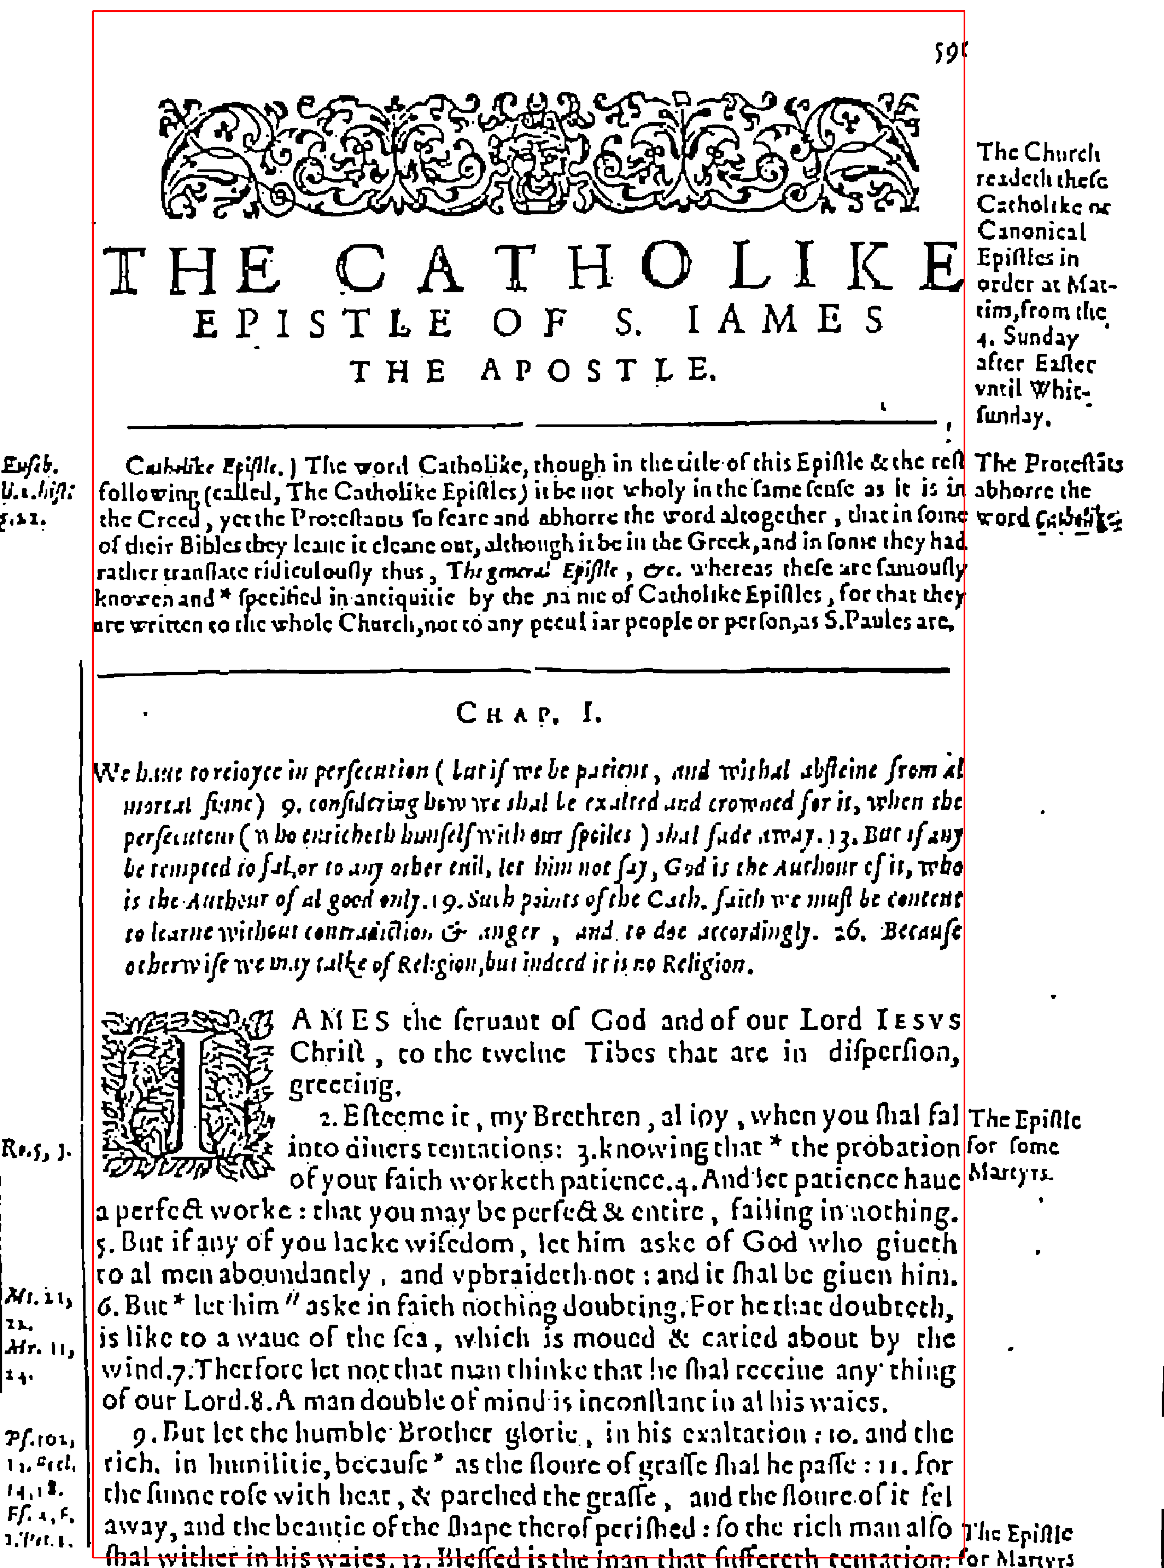 591
THE CATHOLIKE
EPISTLE OF S. IAMES
THE APOSTLE.
The Church
readeth theſe
Catholike or
Canonical
Epiſtles in
order at Mat-
tins, from the
4. Sunday
after Eaſter
vntil Whit-
ſunday.
Catholike Epiſtle.) The word Catholike, though in the title of this Epiſtle & the reſt
following (called, The Catholike Epiſtles) it be not wholy in the ſame ſenſe as it is in
the Creed, yet the Proteſtants ſo feare and abhorre the word altogether, that in ſome
of their Bibles they leaue it cleane out, although it be in the Greek, and in ſome they had
rather tranſlate ridiculouſly thus, The general Epiſtle, &c. whereas theſe are famouſly
knowen and * ſpecified in antiquitie by the name of Catholike Epiſtles, for that they
are written to the whole Church, not to any peculiar people or perſon, as S. Paules are.
Euſeb.
li.2. hiſt.
c.22.
The Proteſtāts
abhorre the
word Catholike
CHAP. I.
We haue to reioyce in perſecution (but if we be patient, and withal abſteine from al
mortal ſinne) 9. conſidering how we shal be exalted and crowned for it, when the
perſecutour (who enricheth himſelf with our ſpoiles) shal fade away. 13. But if any
be tempted to fal, or to any other euil, let him not ſay, God is the Authour of it, who
is the Authour of al good only. 19. Such points of the Cath. faith we muſt be content
to learne without contradiction & anger, and to doe accordingly. 26. Becauſe
otherwiſe we may talke of Religion, but indeed it is no Religion.
IAMES the ſeruant of God and of our Lord IESVS
Chriſt, to the twelue Tibes that are in diſperſion,
greeting.
2. Eſteeme it, my Brethren, al ioy, when you ſhal fal
into diuers tentations: 3. knowing that * the probation
of your faith worketh patience. 4. And let patience haue
a perfect worke: that you may be perfect & entire, failing in nothing.
5. But if any of you lacke wiſedom, let him aske of God who giueth
to al men aboundantly, and vpbraideth not: and it ſhal be giuen him.
6. But * let him " aske in faith nothing doubting. For he that doubteth,
is like to a waue of the ſea, which is moued & caried about by the
wind. 7. Therfore let not that man thinke that he ſhal receiue any thing
of our Lord. 8. A man double of mind is inconſtant in al his waies.
9. But let the humble Brother glorie, in his exaltation: 10. and the
rich, in humilitie, becauſe * as the floure of graſſe ſhal he paſſe: 11. for
the ſunne roſe with heat, & parched the graſſe, and the floure of it fel
away, and the beautie of the ſhape therof periſhed: ſo the rich man alſo
ſhal wither in his waies. 12. Bleſſed is the man that ſuffereth tentation:
The Epiſtle
for ſome
Martyrs.
Ro.5, 3.
Mt. 21,
22.
Mr. 11,
24.
Pſ. 102,
The Epiſtle
for Martyrs